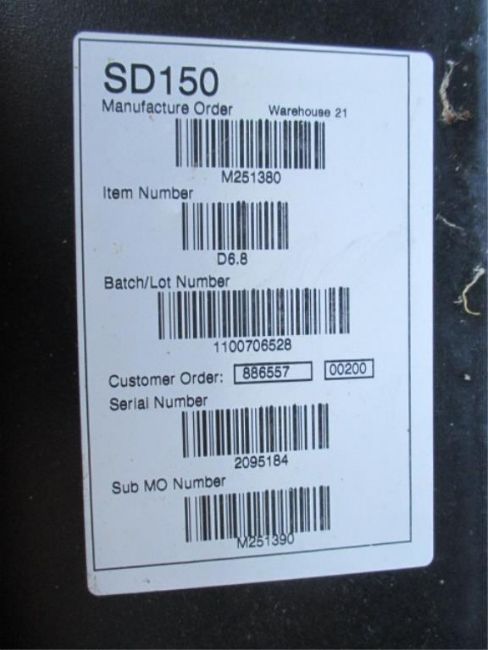 SD150
Manufacture Order Warehouse 21
M251380
Item Number
D6.8
Batch/Lot Number
1100706528
Customer Order: 886557 00200
Serial Number
2095184
Sub MO Number
M251390